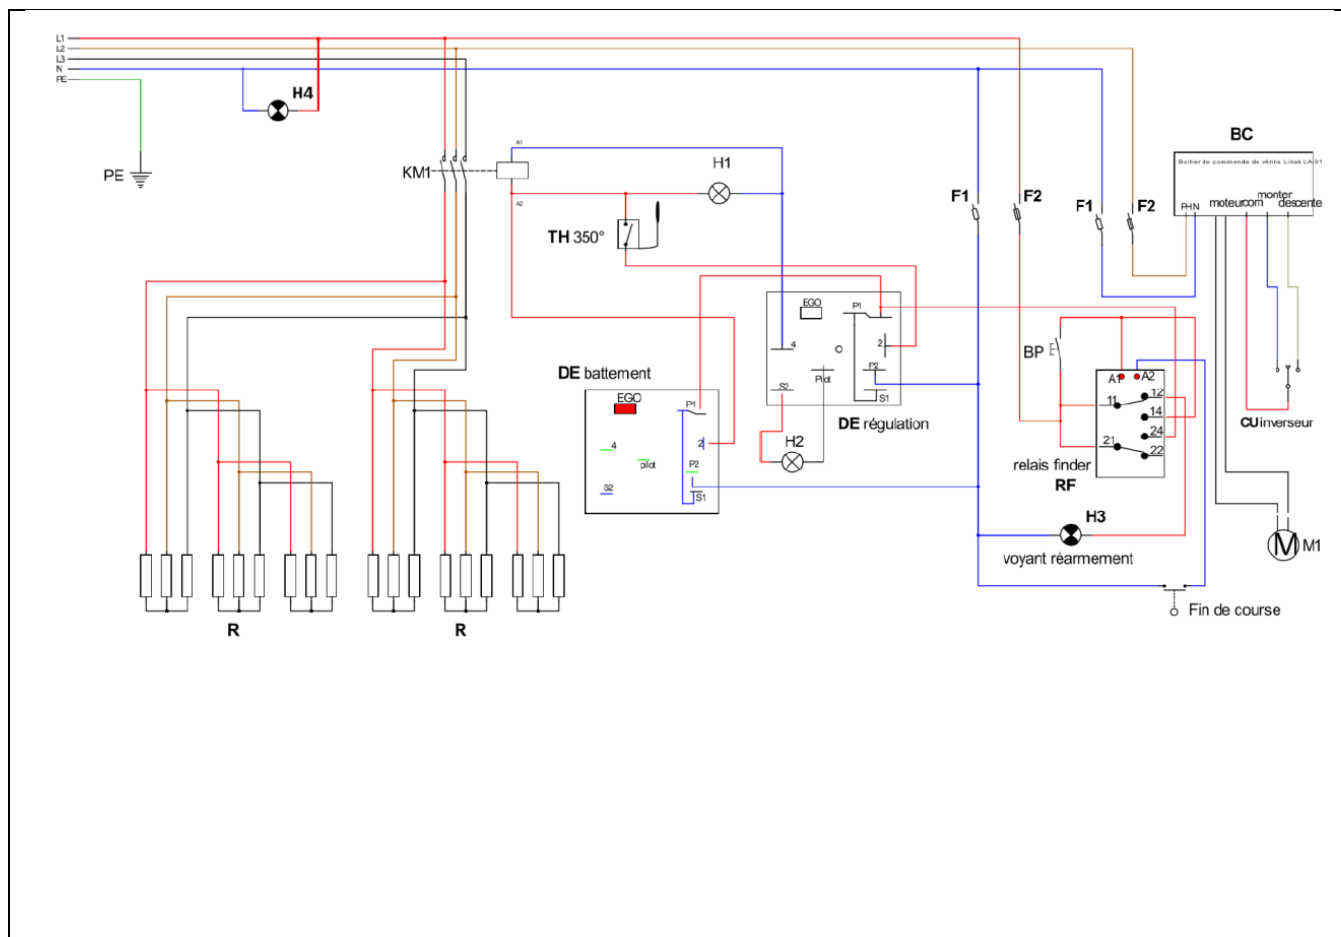 L1
L2
L3
N
PE
H4
PE
KM1
A1
A2
H1
TH 350°
F1
F2
F1
F2
BC
Boitier de commande de vérins Linak LA 31
PH N
moteur
com
monter
descente
EGO
P1
4
2
S2
Pilot
P2
S1
DE régulation
H2
DE battement
EGO
P1
4
2
pilot
P2
S2
S1
BP
A1
A2
11
12
14
24
21
22
relais finder
RF
CU inverseur
H3
voyant réarmement
M
M1
Fin de course
R
R